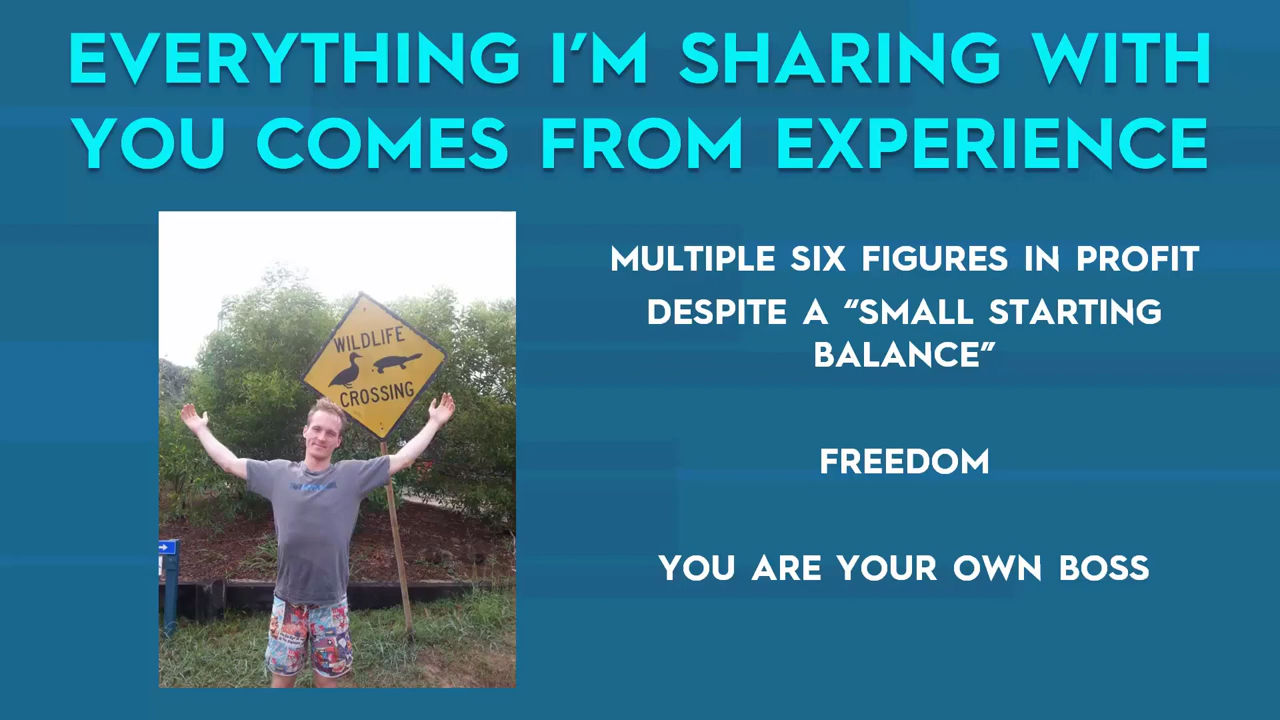 EVERYTHING I'M SHARING WITH
YOU COMES FROM EXPERIENCE
MULTIPLE SIX FIGURES IN PROFIT
DESPITE A “SMALL STARTING
BALANCE”
FREEDOM
YOU ARE YOUR OWN BOSS
WILDLIFE
CROSSING